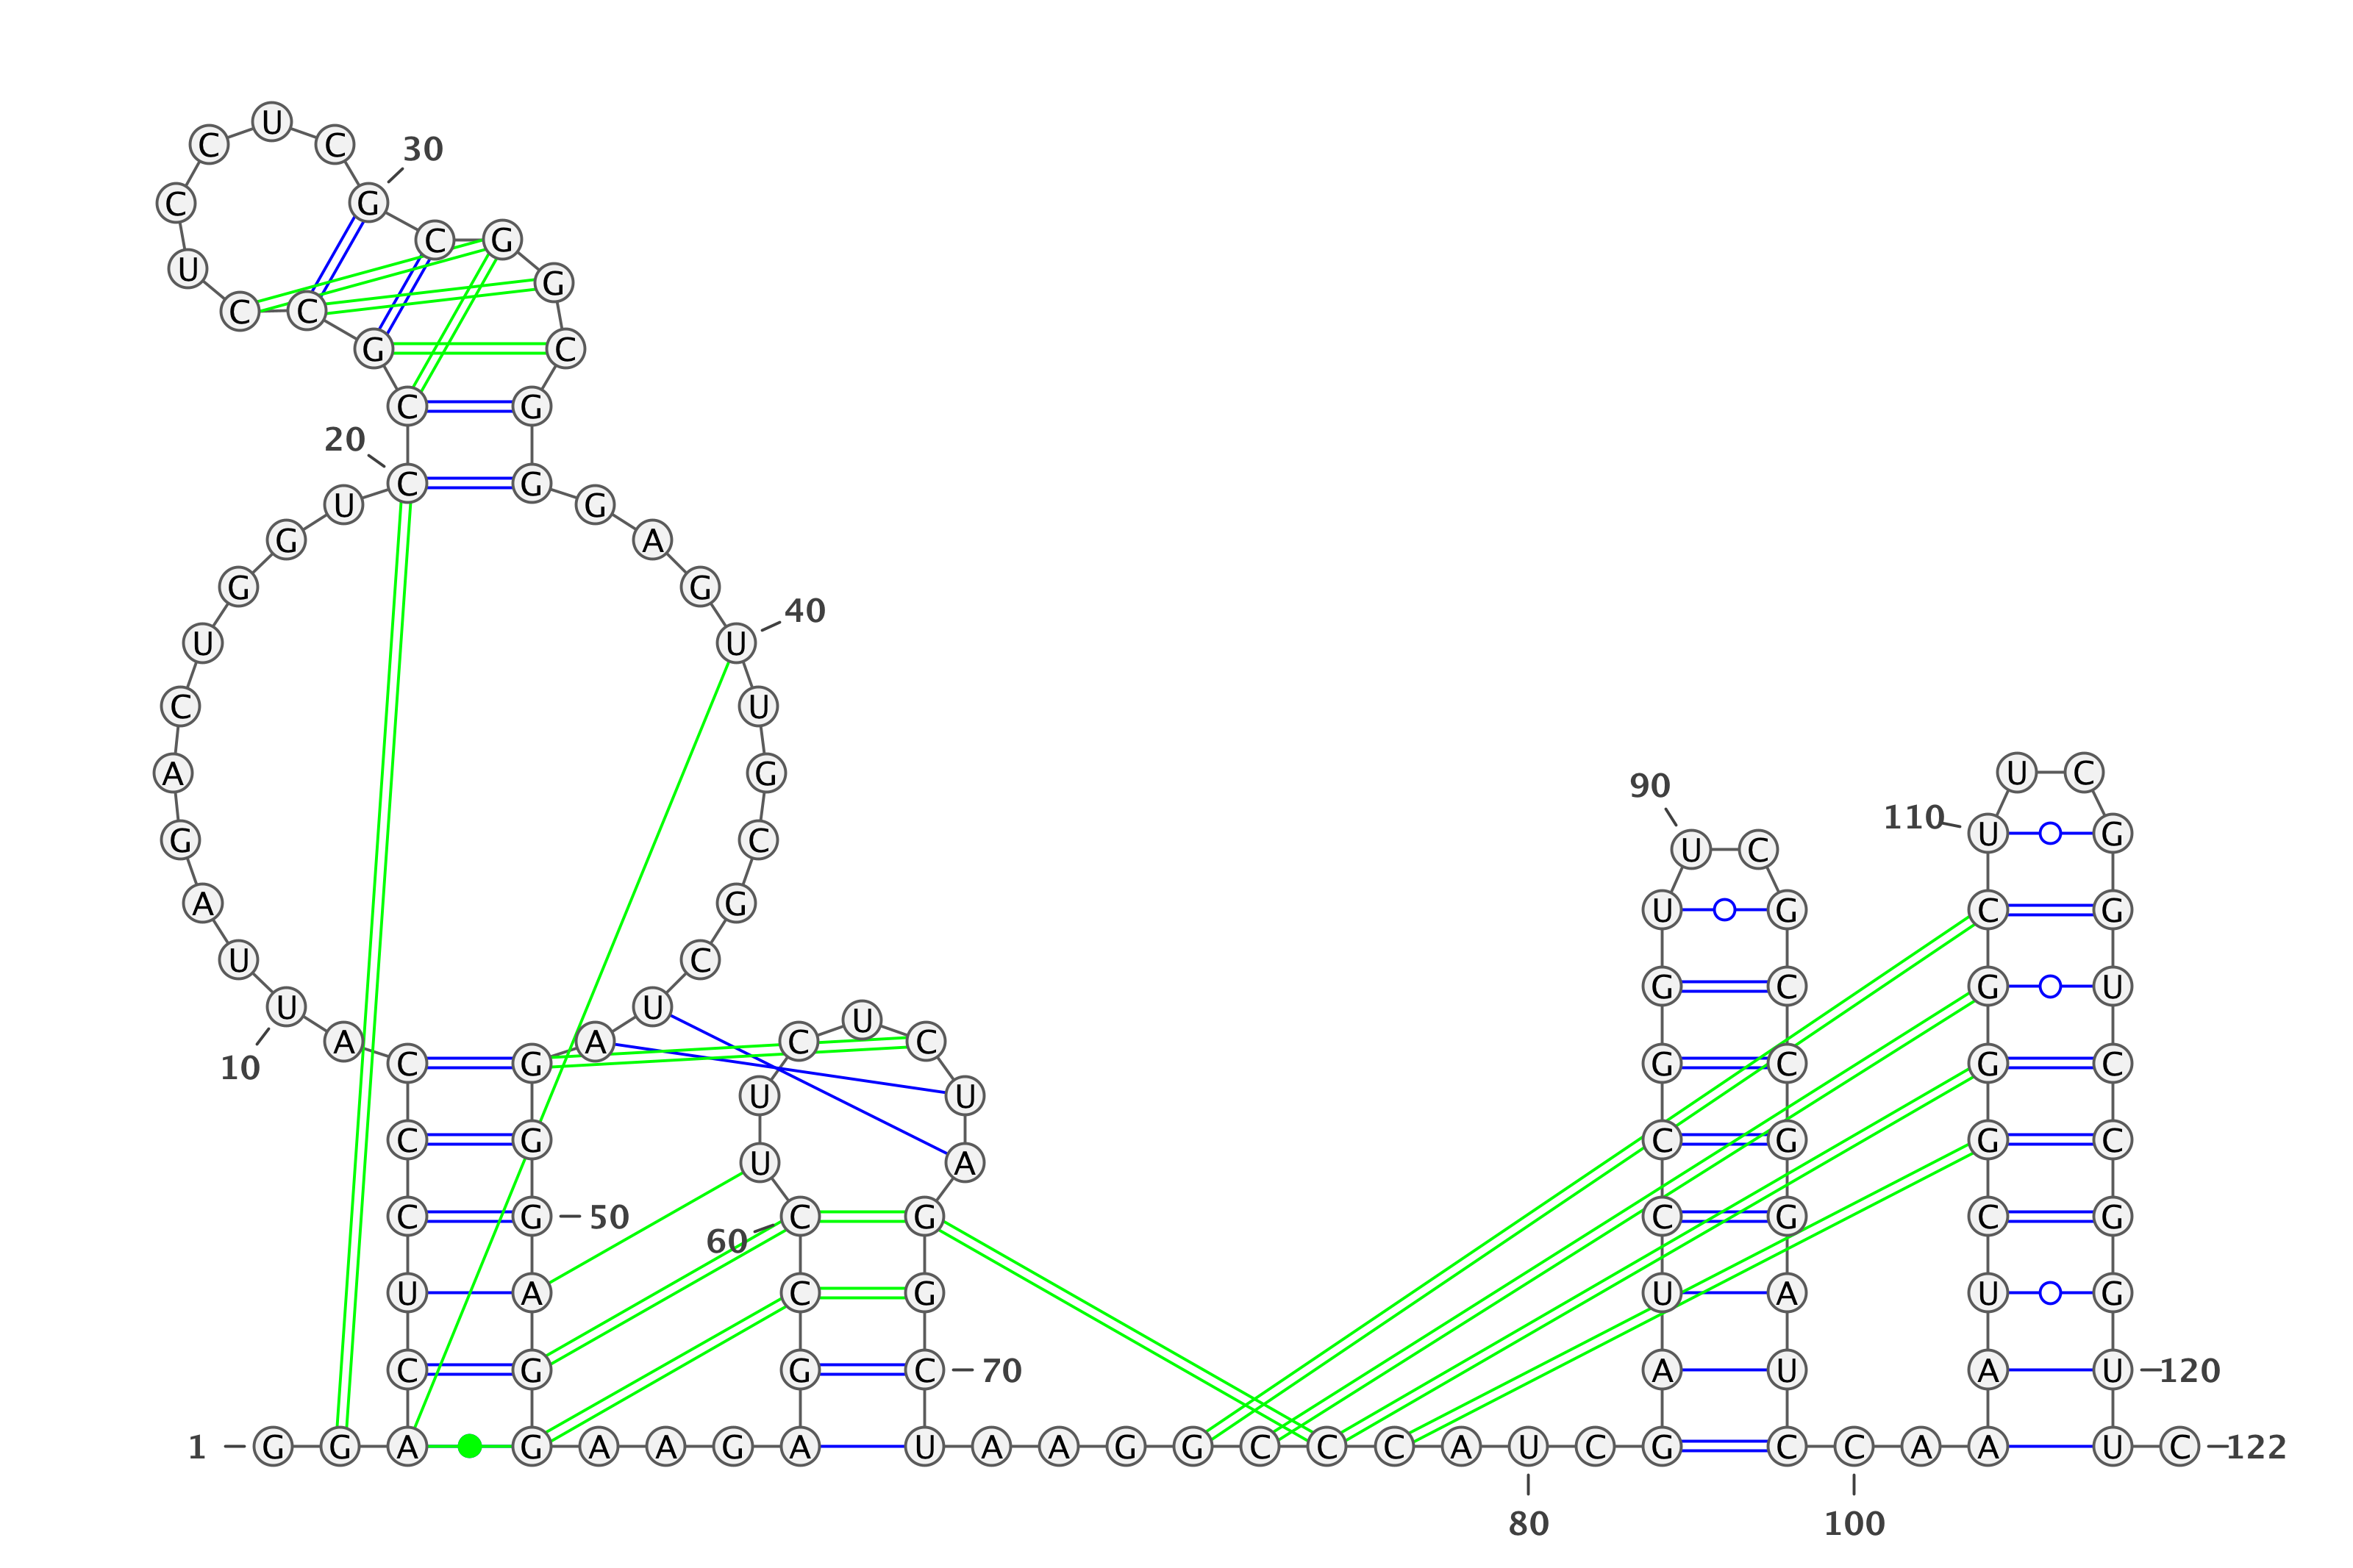 U
C C 30
C G
C G
U G
C C
G C
C G
20
C G
U G
G A
G G
40
U U
C U
A G U C
90
110
U G
G C
U C
A G U G C G
U C
G C G U
U U
U
A A C C
C G G C G C
10
U U
C G C G G C
U A
C G 50 C G C G C G
60
U A C G U A U G
C G G C 70 A U A U 120
1 G G A G A A G A U A A G G C C C A U C G C C A A A U C 122
80 100